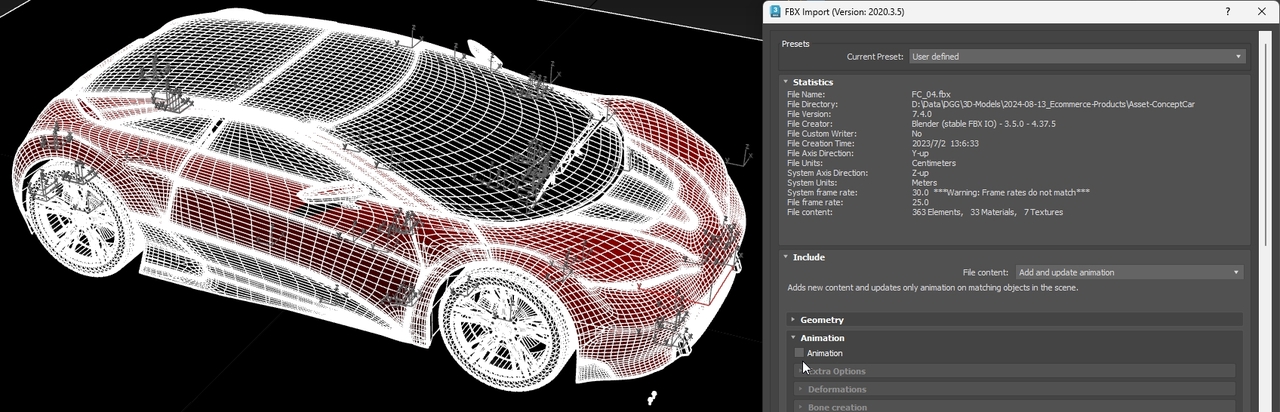 FBX Import (Version: 2020.3.5)
Presets
Current Preset: User defined
Statistics
File Name: FC_04.fbx
File Directory: D:\Data\DGG\3D-Models\2024-08-13_Ecommerce-Products\Asset-ConceptCar
File Version: 7.4.0
File Creator: Blender (stable FBX IO) - 3.5.0 - 4.37.5
File Custom Writer: No
File Creation Time: 2023/7/2 13:6:33
File Axis Direction: Y-up
File Units: Centimeters
System Axis Direction: Z-up
System Units: Meters
System frame rate: 30.0 ***Warning: Frame rates do not match***
File frame rate: 25.0
File content: 363 Elements, 33 Materials, 7 Textures
Include
File content: Add and update animation
Adds new content and updates only animation on matching objects in the scene.
Geometry
Animation
Animation
Extra Options
Deformations
Bone creation